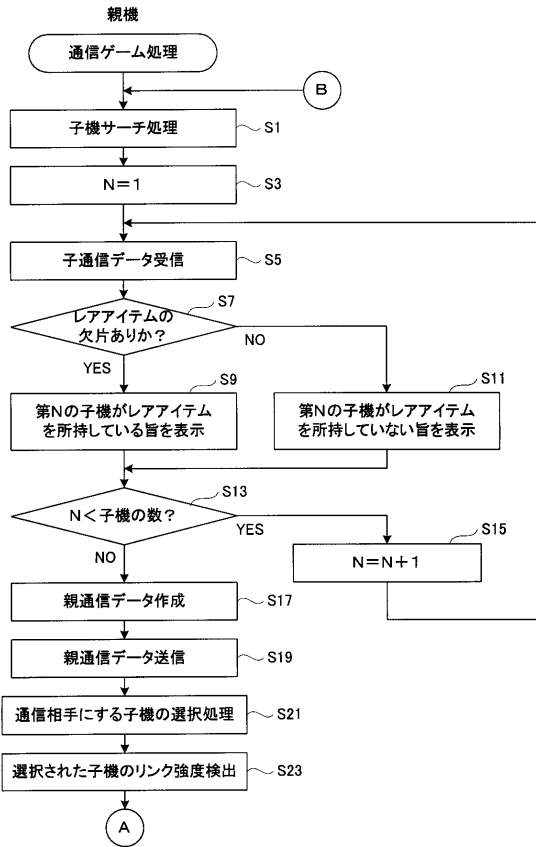 親機
通信ゲーム処理
B
子機サーチ処理
S1
N=1
S3
子通信データ受信
S5
S7
レアアイテムの
欠片ありか?
NO
YES
S9
第Nの子機がレアアイテム
を所持している旨を表示
S11
第Nの子機がレアアイテム
を所持していない旨を表示
S13
N<子機の数?
YES
NO
S15
N=N+1
親通信データ作成
S17
親通信データ送信
S19
通信相手にする子機の選択処理
S21
選択された子機のリンク強度検出
S23
A